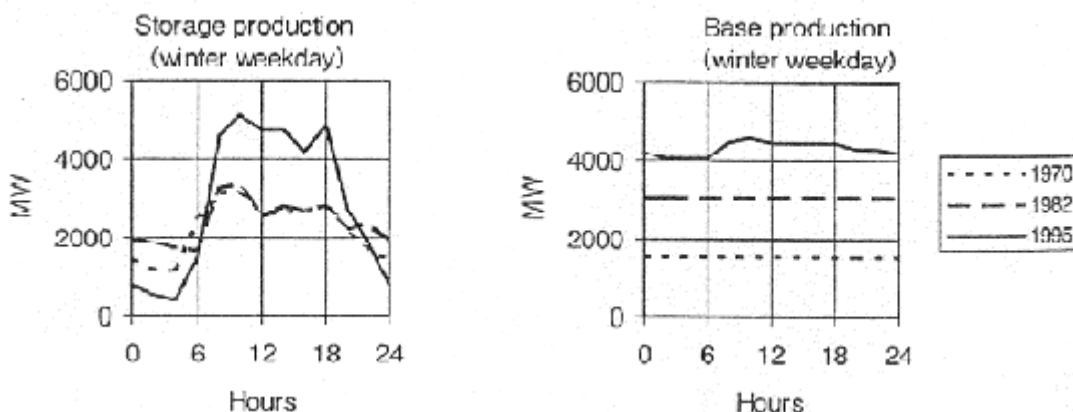 Storage production
(winter weekday)
6000
4000
2000
0
MW
0 6 12 18 24
Hours
Base production
(winter weekday)
6000
4000
2000
0
MW
0 6 12 18 24
Hours
1970
1982
1995